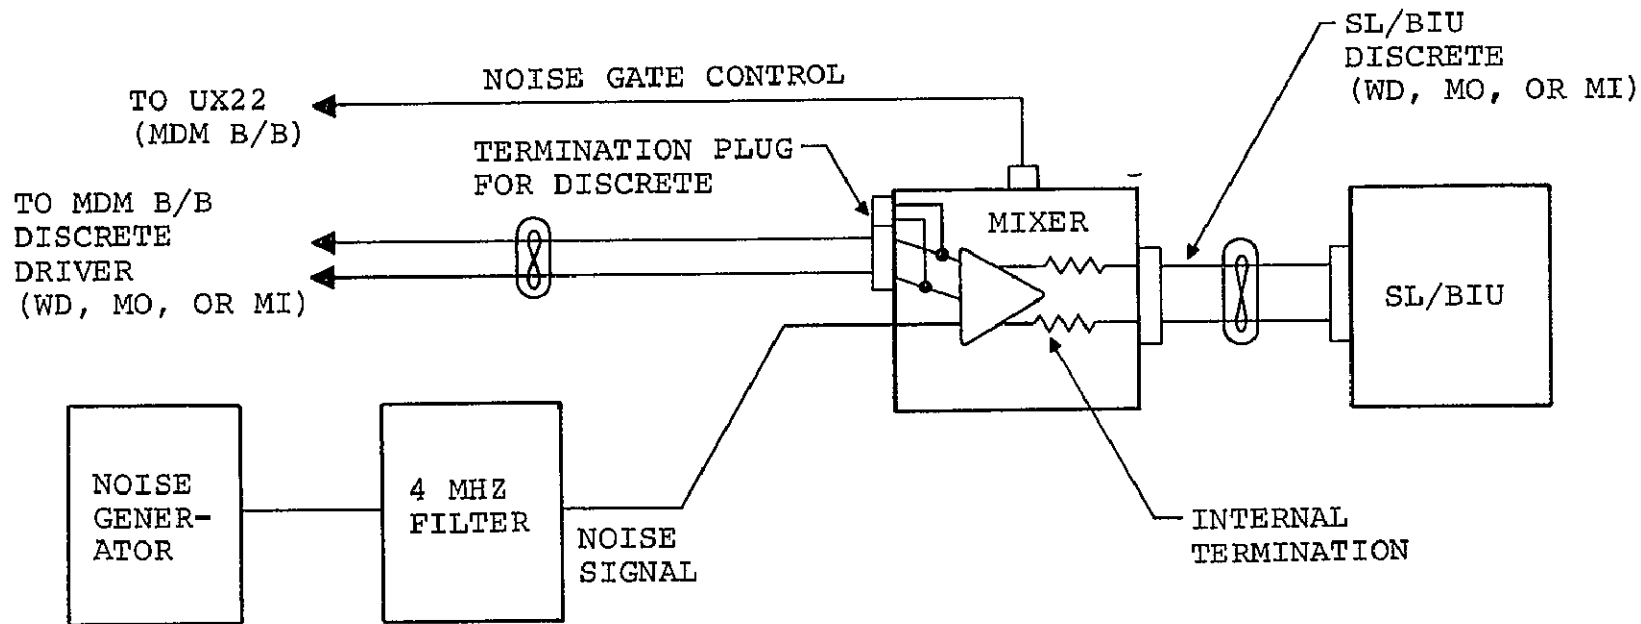 SL/BIU
DISCRETE
(WD, MO, OR MI)
NOISE GATE CONTROL
TO UX22
(MDM B/B)
TERMINATION PLUG
FOR DISCRETE
TO MDM B/B
DISCRETE
DRIVER
(WD, MO, OR MI)
MIXER
SL/BIU
NOISE
GENER-
ATOR
4 MHZ
FILTER
NOISE
SIGNAL
INTERNAL
TERMINATION